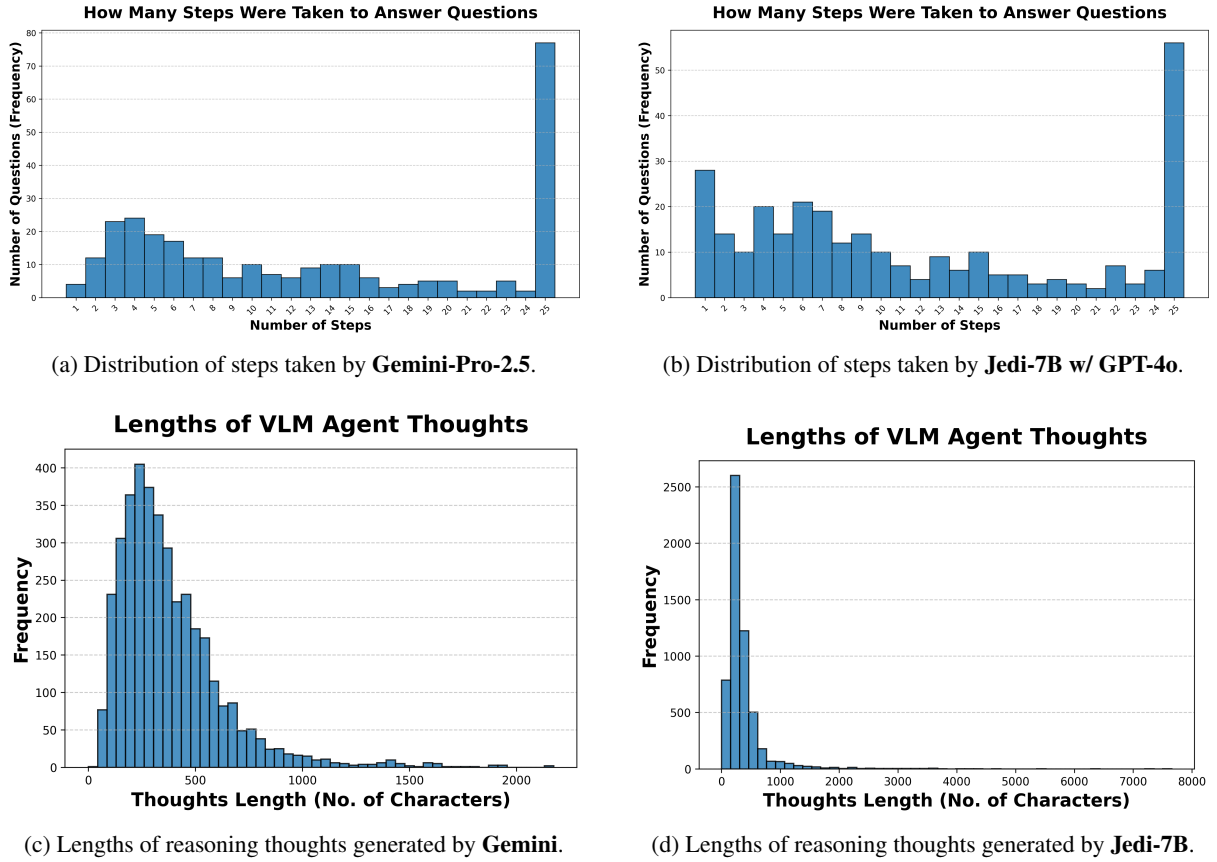 How Many Steps Were Taken to Answer Questions
80
70
60
50
40
30
20
10
0
Number of Questions (Frequency)
1 2 3 4 5 6 7 8 9 10 11 12 13 14 15 16 17 18 19 20 21 22 23 24 25
Number of Steps
(a) Distribution of steps taken by Gemini-Pro-2.5.
How Many Steps Were Taken to Answer Questions
50
40
30
20
10
0
Number of Questions (Frequency)
1 2 3 4 5 6 7 8 9 10 11 12 13 14 15 16 17 18 19 20 21 22 23 24 25
Number of Steps
(b) Distribution of steps taken by Jedi-7B w/ GPT-4o.
Lengths of VLM Agent Thoughts
400
350
300
250
200
150
100
50
0
Frequency
0 500 1000 1500 2000
Thoughts Length (No. of Characters)
(c) Lengths of reasoning thoughts generated by Gemini.
Lengths of VLM Agent Thoughts
2500
2000
1500
1000
500
0
Frequency
0 1000 2000 3000 4000 5000 6000 7000 8000
Thoughts Length (No. of Characters)
(d) Lengths of reasoning thoughts generated by Jedi-7B.